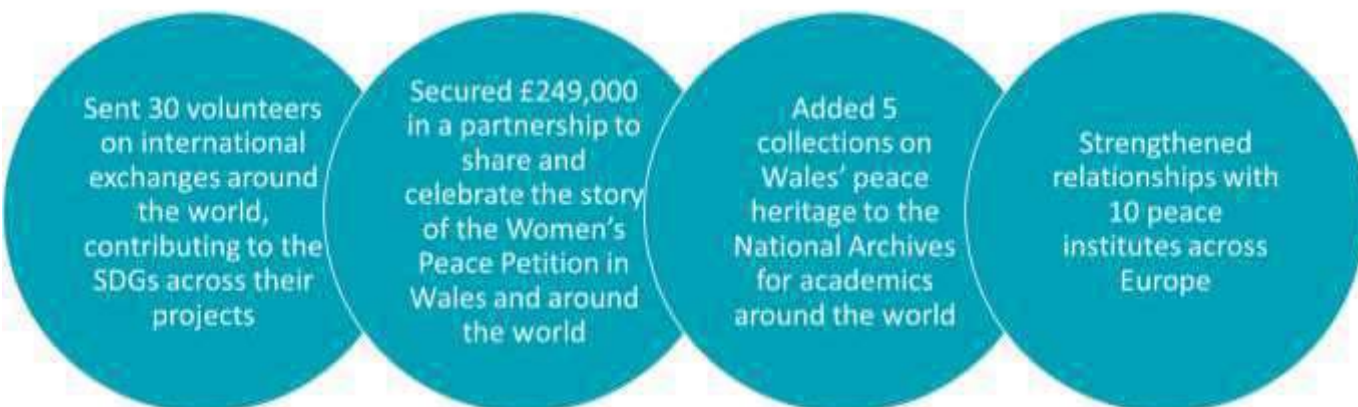 Sent 30 volunteers
on international
exchanges around
the world,
contributing to the
SDGs across their
projects
Secured £249,000
in a partnership to
share and
celebrate the story
of the Women's
Peace Petition in
Wales and around
the world
Added 5
collections on
Wales' peace
heritage to the
National Archives
for academics
around the world
Strengthened
relationships with
10 peace
institutes across
Europe